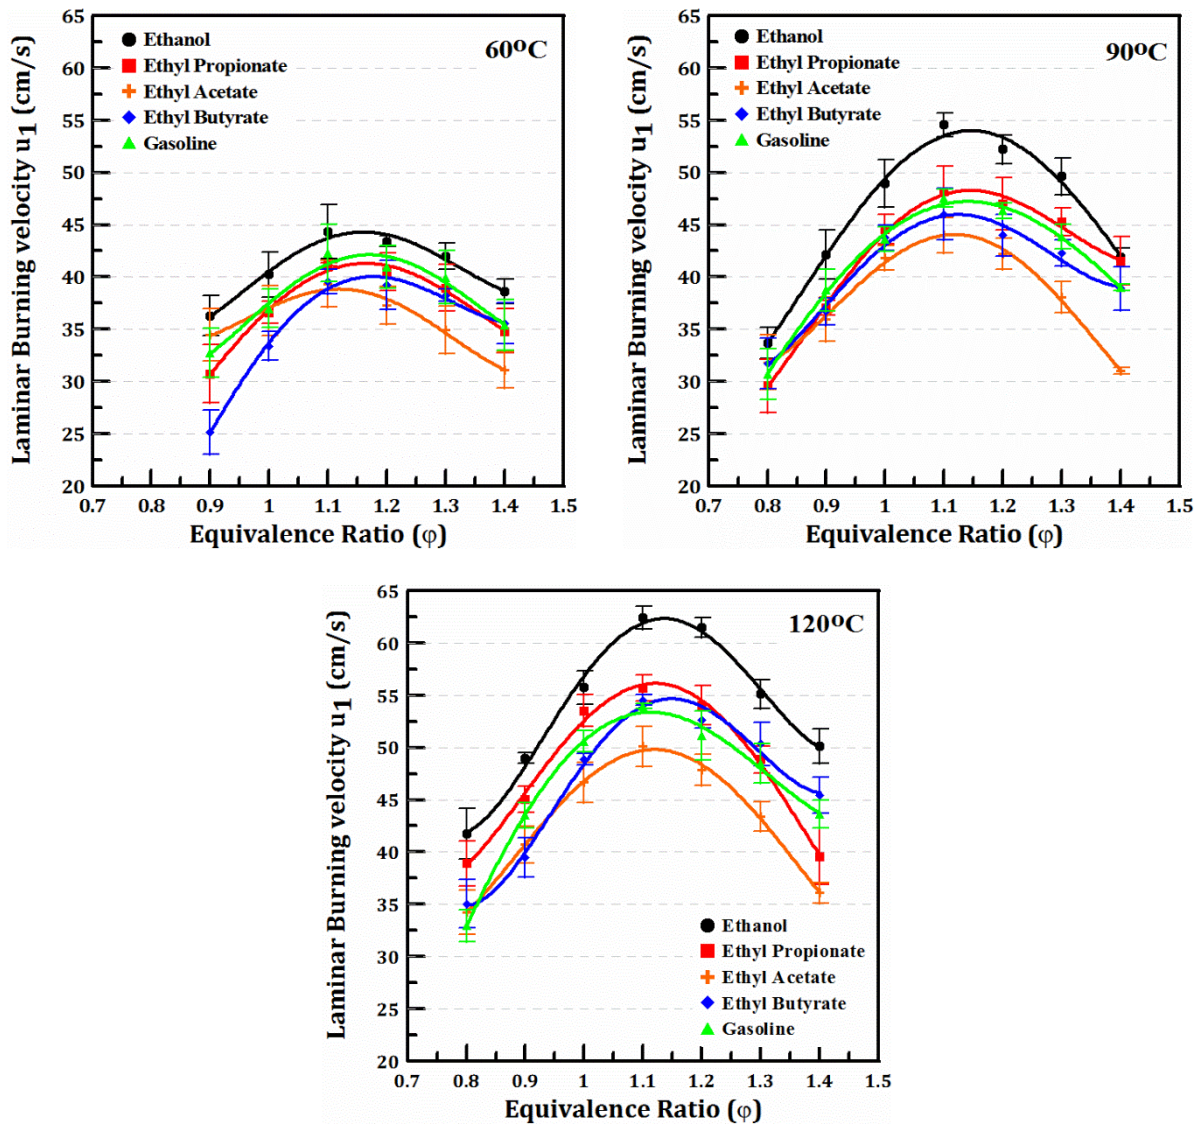 65
60
55
50
45
40
35
30
25
20
Laminar Burning velocity u1 (cm/s)
Ethanol
Ethyl Propionate
Ethyl Acetate
Ethyl Butyrate
Gasoline
60ºC
0.7 0.8 0.9 1 1.1 1.2 1.3 1.4 1.5
Equivalence Ratio (φ)
65
60
55
50
45
40
35
30
25
20
Laminar Burning velocity u1 (cm/s)
Ethanol
Ethyl Propionate
Ethyl Acetate
Ethyl Butyrate
Gasoline
90ºC
0.7 0.8 0.9 1 1.1 1.2 1.3 1.4 1.5
Equivalence Ratio (φ)
65
60
55
50
45
40
35
30
25
20
Laminar Burning velocity u1 (cm/s)
120ºC
Ethanol
Ethyl Propionate
Ethyl Acetate
Ethyl Butyrate
Gasoline
0.7 0.8 0.9 1 1.1 1.2 1.3 1.4 1.5
Equivalence Ratio (φ)